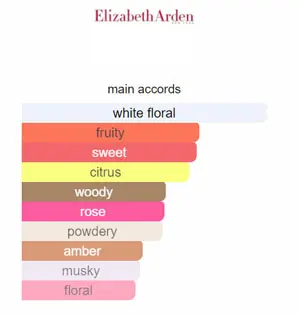 Elizabeth Arden
NEW YORK
main accords
white floral
fruity
sweet
citrus
woody
rose
powdery
amber
musky
floral